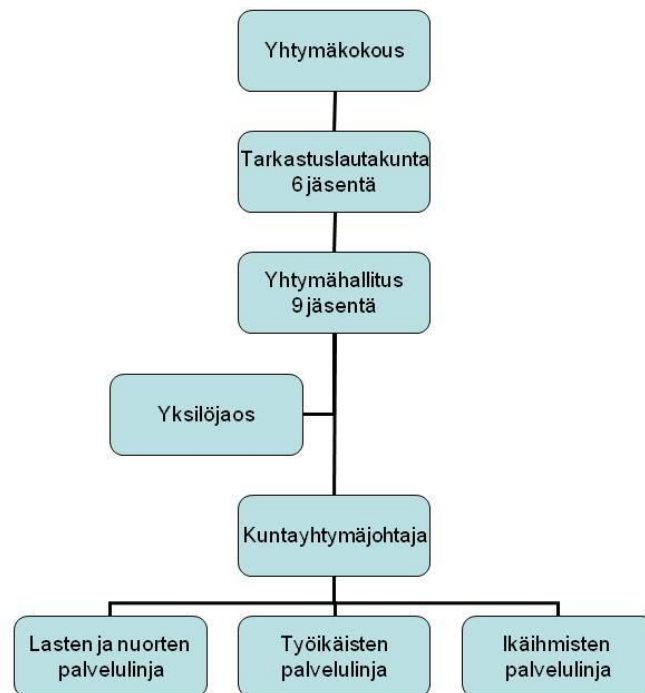 Yhtymäkokous
Tarkastuslautakunta
6 jäsentä
Yhtymähallitus
9 jäsentä
Yksilöjaos
Kuntayhtymäjohtaja
Lasten ja nuorten
palvelulinja
Työikäisten
palvelulinja
Ikäihmisten
palvelulinja